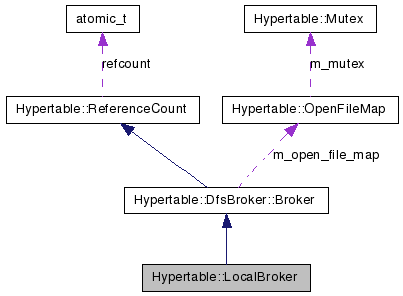 atomic_t
Hypertable::Mutex
refcount
m_mutex
Hypertable::ReferenceCount
Hypertable::OpenFileMap
m_open_file_map
Hypertable::DfsBroker::Broker
Hypertable::LocalBroker